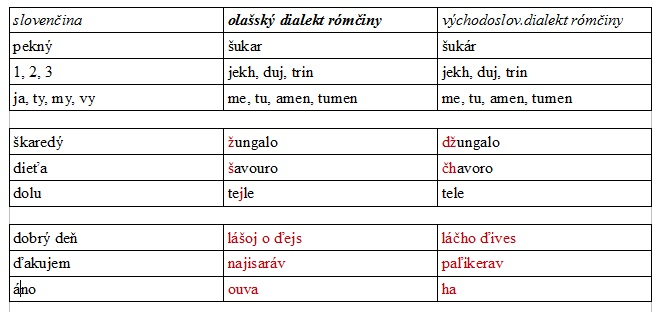 slovenčina olašský dialekt rómčiny východoslov.dialekt rómčiny
pekný šukar šukár
1, 2, 3 jekh, duj, trin jekh, duj, trin
ja, ty, my, vy me, tu, amen, tumen me, tu, amen, tumen
škaredý žungalo džungalo
dieťa šavouro čhavoro
dolu tejle tele
dobrý deň lášoj o ďejs láčho ďives
ďakujem najisaráv paľikerav
áno ouva ha